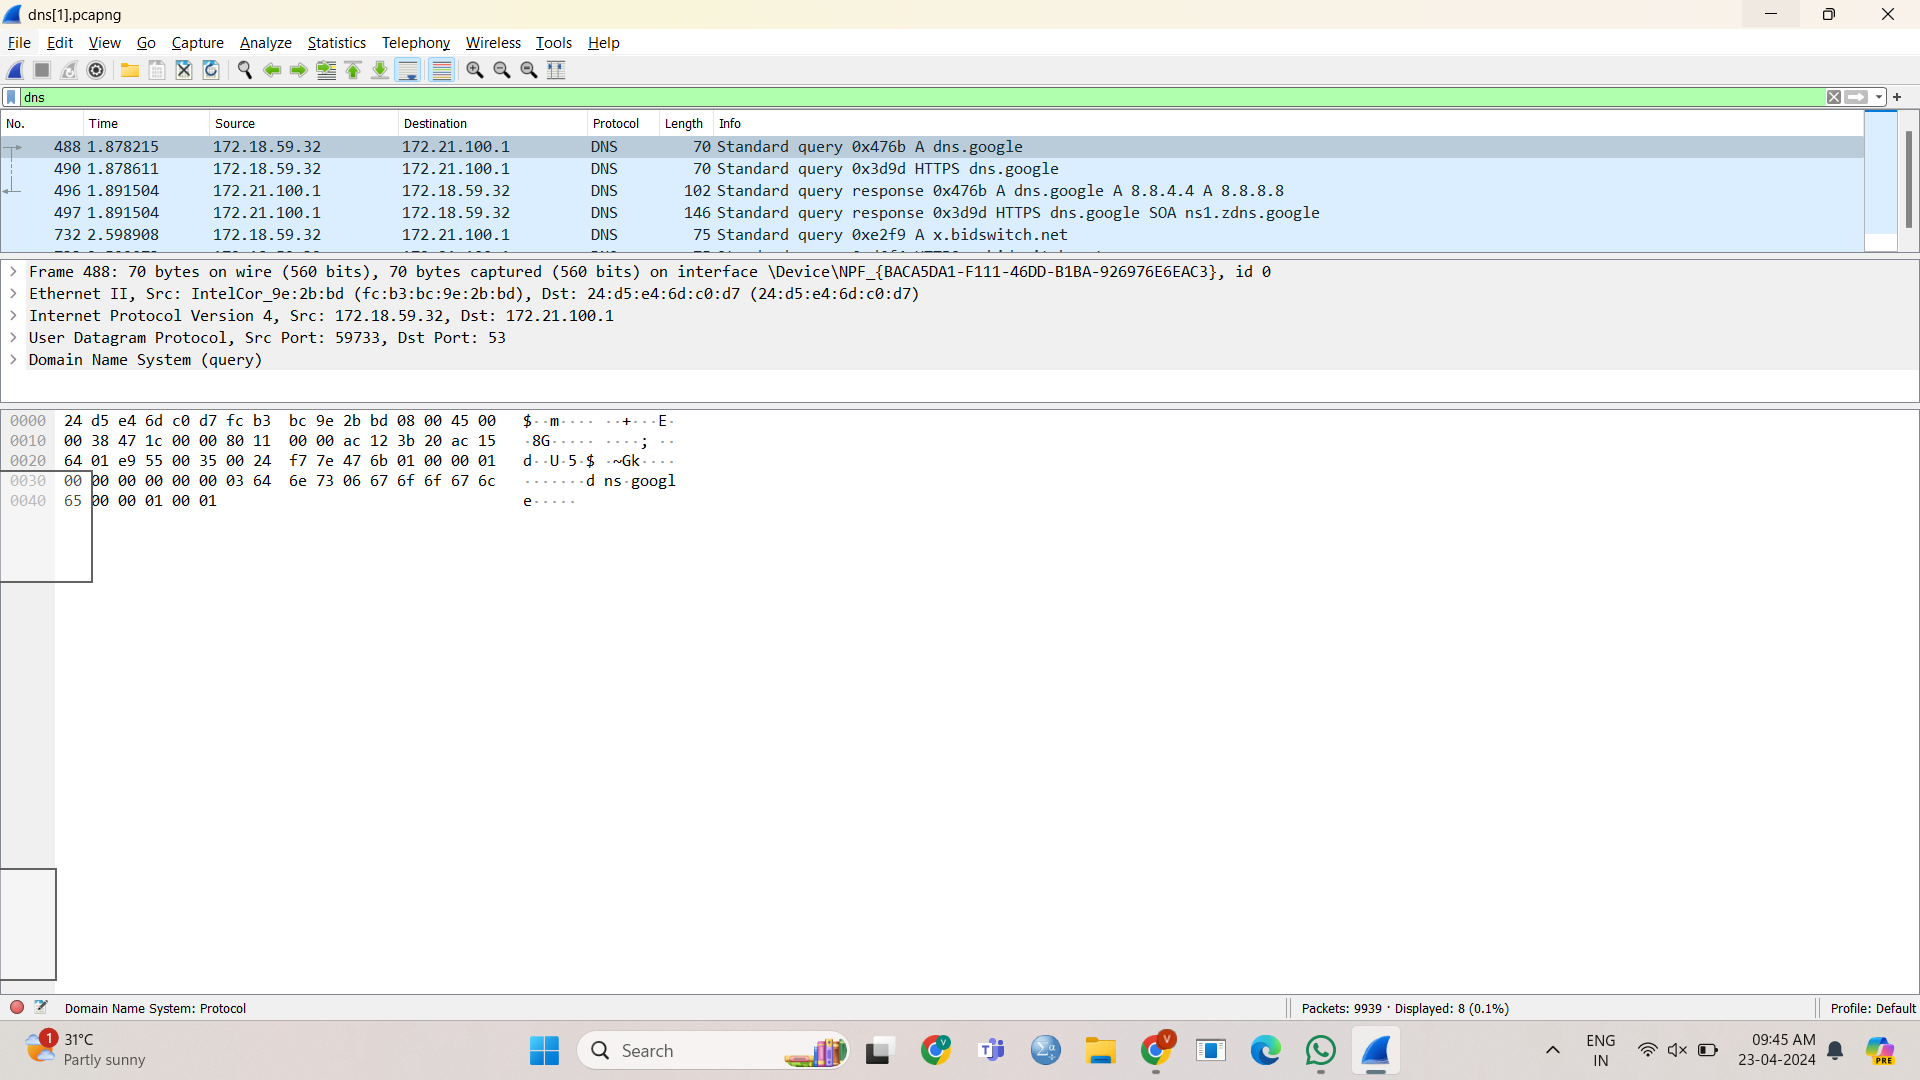 dns[1].pcapng
File Edit View Go Capture Analyze Statistics Telephony Wireless Tools Help
dns
No. Time Source Destination Protocol Length Info
488 1.878215 172.18.59.32 172.21.100.1 DNS 70 Standard query 0x476b A dns.google
490 1.878611 172.18.59.32 172.21.100.1 DNS 70 Standard query 0x3d9d HTTPS dns.google
496 1.891504 172.21.100.1 172.18.59.32 DNS 102 Standard query response 0x476b A dns.google A 8.8.4.4 A 8.8.8.8
497 1.891504 172.21.100.1 172.18.59.32 DNS 146 Standard query response 0x3d9d HTTPS dns.google SOA ns1.zdns.google
732 2.598908 172.18.59.32 172.21.100.1 DNS 75 Standard query 0xe2f9 A x.bidswitch.net
Frame 488: 70 bytes on wire (560 bits), 70 bytes captured (560 bits) on interface \Device\NPF_{BACA5DA1-F111-46DD-B1BA-926976E6EAC3}, id 0
Ethernet II, Src: IntelCor_9e:2b:bd (fc:b3:bc:9e:2b:bd), Dst: 24:d5:e4:6d:c0:d7 (24:d5:e4:6d:c0:d7)
Internet Protocol Version 4, Src: 172.18.59.32, Dst: 172.21.100.1
User Datagram Protocol, Src Port: 59733, Dst Port: 53
Domain Name System (query)
0000 24 d5 e4 6d c0 d7 fc b3 bc 9e 2b bd 08 00 45 00 $··m···· ··+···E·
0010 00 38 47 1c 00 00 80 11 00 00 ac 12 3b 20 ac 15 ·8G····· ····; ··
0020 64 01 e9 55 00 35 00 24 f7 7e 47 6b 01 00 00 01 d··U·5·$ ·~Gk····
0030 00 00 00 00 00 00 03 64 6e 73 06 67 6f 6f 67 6c ·······d ns·googl
0040 65 00 00 01 00 01 e·····
Domain Name System: Protocol Packets: 9939 · Displayed: 8 (0.1%) Profile: Default
1 31°C
Partly sunny
Search
V
V
PRE
ENG
IN
09:45 AM
23-04-2024